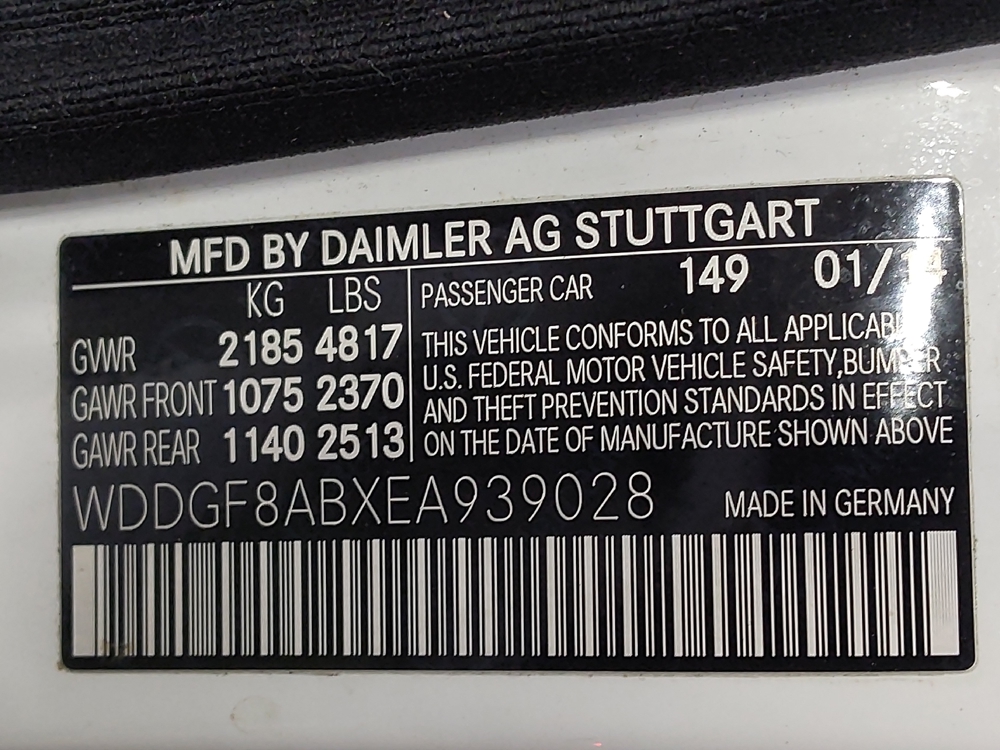 MFD BY DAIMLER AG STUTTGART
KG LBS
GVWR 2185 4817
GAWR FRONT 1075 2370
GAWR REAR 1140 2513
PASSENGER CAR 149 01/14
THIS VEHICLE CONFORMS TO ALL APPLICABLE
U.S. FEDERAL MOTOR VEHICLE SAFETY,BUMPER
AND THEFT PREVENTION STANDARDS IN EFFECT
ON THE DATE OF MANUFACTURE SHOWN ABOVE
WDDGF8ABXEA939028 MADE IN GERMANY